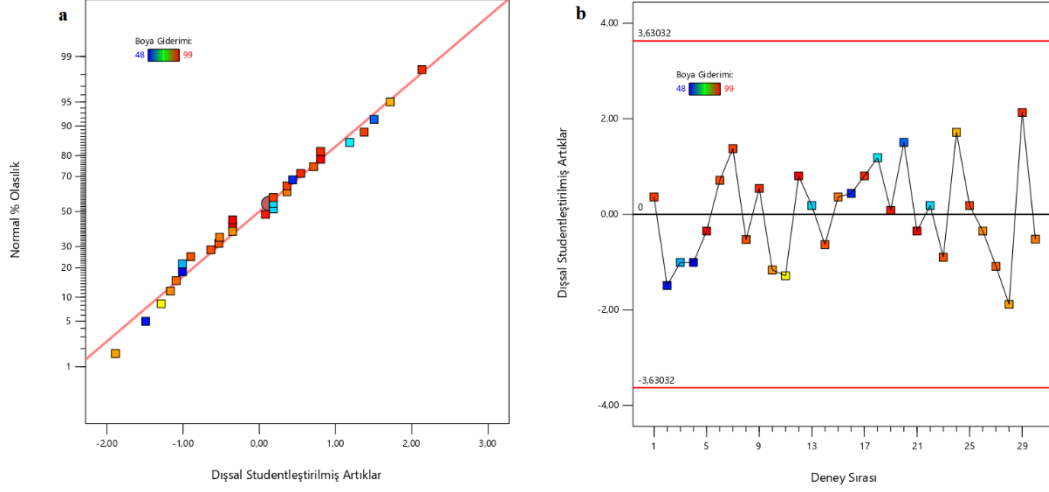 a
Boya Giderimi:
48 99
Normal % Olasılık
99
95
90
80
70
50
30
20
10
5
1
-2,00 -1,00 0,00 1,00 2,00 3,00
Dışsal Studentleştirilmiş Artıklar
b
Dışsal Studentleştirilmiş Artıklar
4.00
2.00
0.00
-2.00
-4.00
3,63032
Boya Giderimi:
48 99
0
-3,63032
1 5 9 13 17 21 25 29
Deney Sırası